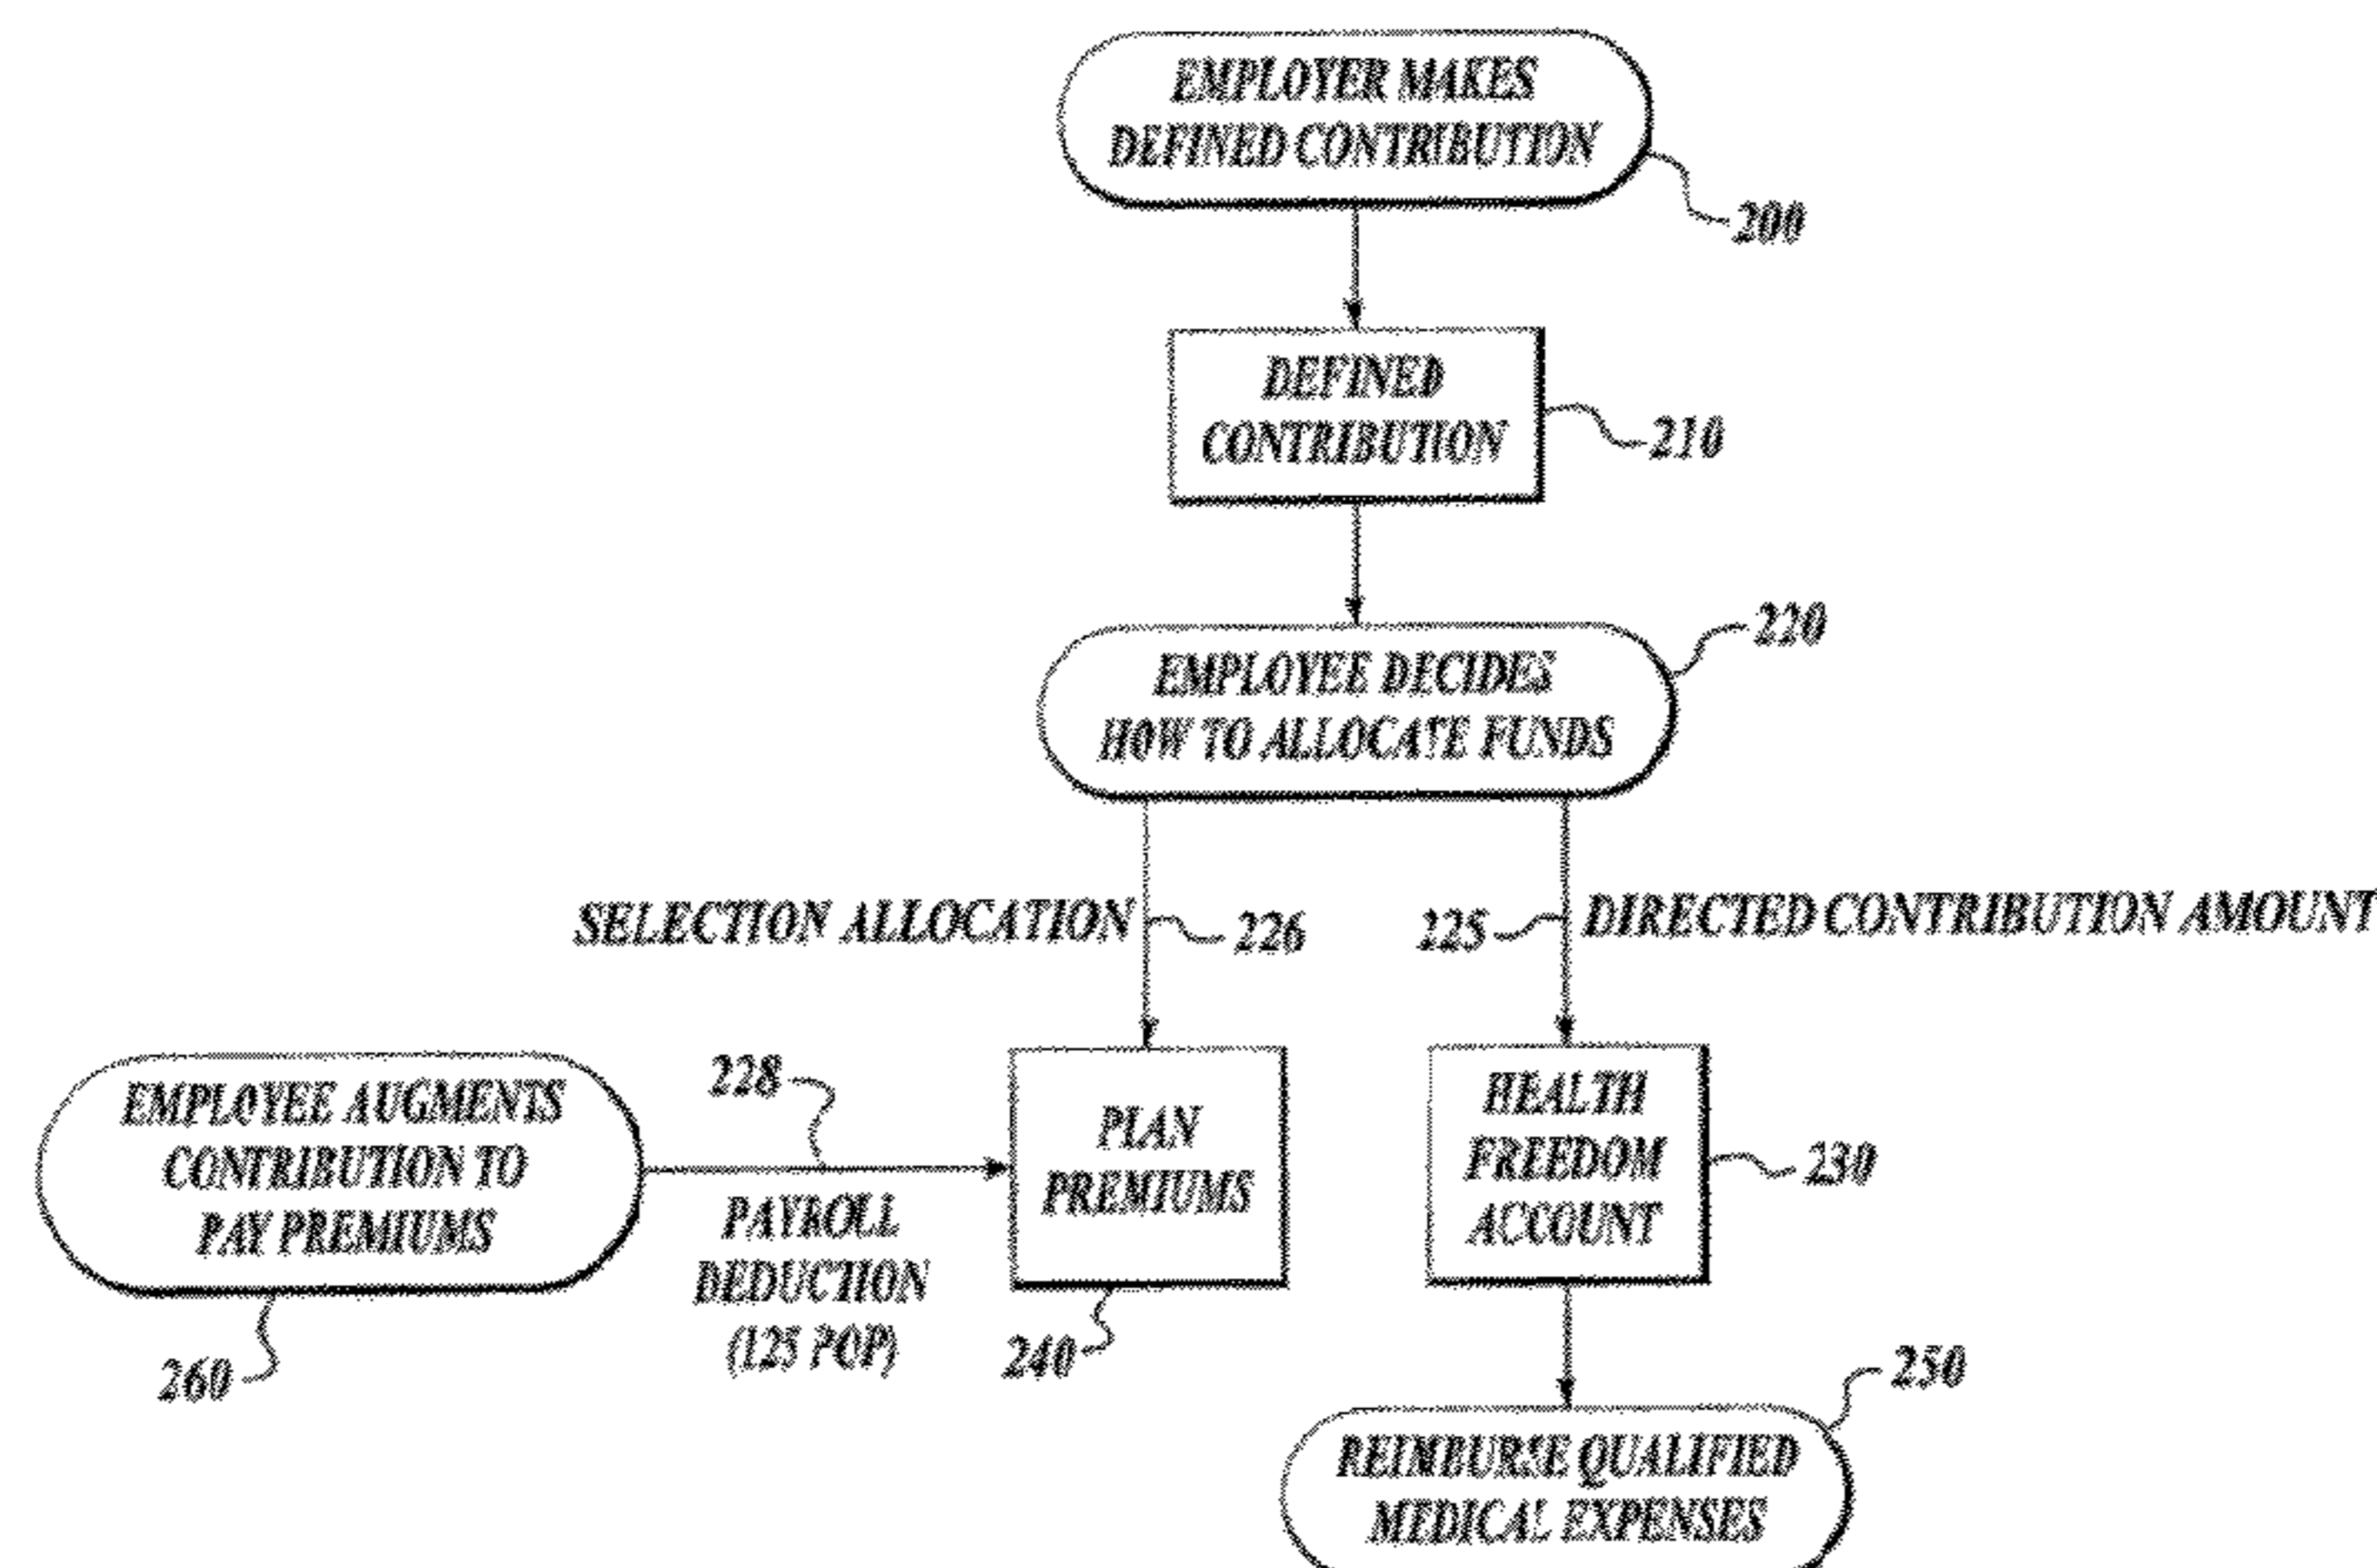 EMPLOYER MAKES
DEFINED CONTRIBUTION
200
DEFINED
CONTRIBUTION
210
220
EMPLOYEE DECIDES
HOW TO ALLOCATE FUNDS
SELECTION ALLOCATION
226
225
DIRECTED CONTRIBUTION AMOUNT
EMPLOYEE AUGMENTS
CONTRIBUTION TO
PAY PREMIUMS
260
228
PAYROLL
DEDUCTION
(125 POP)
PLAN
PREMIUMS
240
HEALTH
FREEDOM
ACCOUNT
230
250
REIMBURSE QUALIFIED
MEDICAL EXPENSES